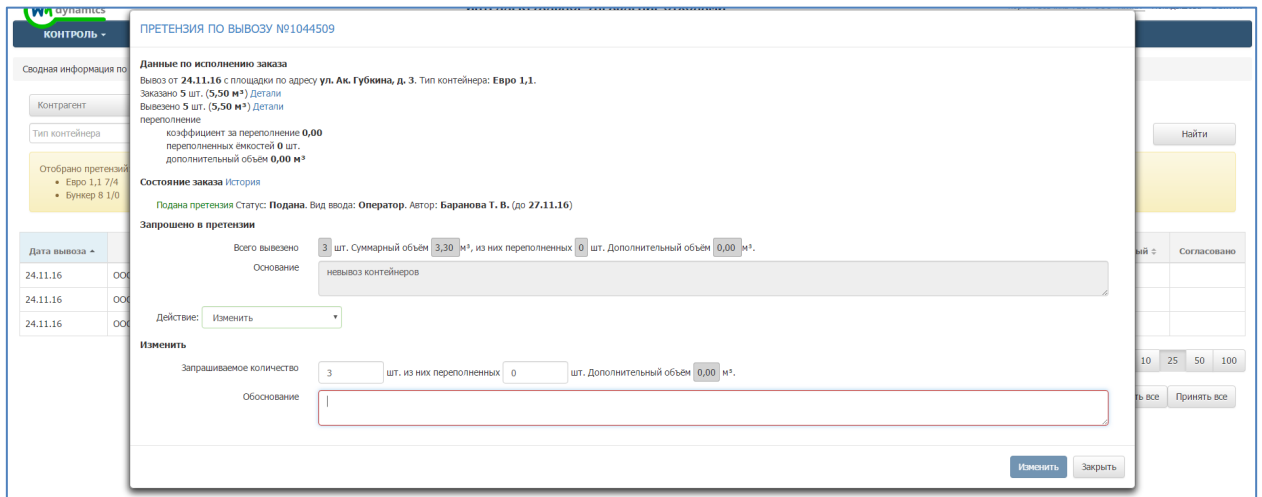 dynamics
КОНТРОЛЬ
Сводная информация по
Контрагент
Тип контейнера
Найти
Отобрано претензий
• Евро 1,1 7/4
• Бункер 8 1/0
Дата вывоза
ый
Согласовано
24.11.16 ООО
24.11.16 ООО
24.11.16 ООО
10 25 50 100
ть все Принять все
ПРЕТЕНЗИЯ ПО ВЫВОЗУ №1044509
Данные по исполнению заказа
Вывоз от 24.11.16 с площадки по адресу ул. Ак. Губкина, д. 3. Тип контейнера: Евро 1,1.
Заказано 5 шт. (5,50 м³) Детали
Вывезено 5 шт. (5,50 м³) Детали
переполнение
коэффициент за переполнение 0,00
переполненных ёмкостей 0 шт.
дополнительный объём 0,00 м³
Состояние заказа История
Подана претензия Статус: Подана. Вид ввода: Оператор. Автор: Баранова Т. В. (до 27.11.16)
Запрошено в претензии
Всего вывезено 3 шт. Суммарный объём 3,30 м³, из них переполненных 0 шт. Дополнительный объём 0,00 м³.
Основание невывоз контейнеров
Действие: Изменить
Изменить
Запрашиваемое количество 3 шт. из них переполненных 0 шт. Дополнительный объём 0,00 м³.
Обоснование
Изменить Закрыть